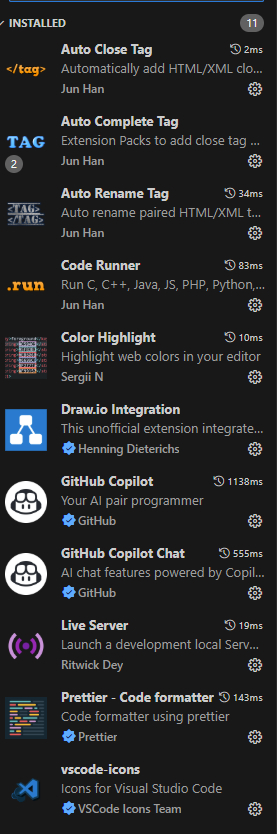 INSTALLED 11
</tag>
Auto Close Tag 2ms
Automatically add HTML/XML clo...
Jun Han
TAG
2
Auto Complete Tag
Extension Packs to add close tag ...
Jun Han
<TAG>
</TAG>
Auto Rename Tag 34ms
Auto rename paired HTML/XML t...
Jun Han
.run
Code Runner 83ms
Run C, C++, Java, JS, PHP, Python,...
Jun Han
Color Highlight 10ms
Highlight web colors in your editor
Sergii N
Draw.io Integration
This unofficial extension integrate...
Henning Dieterichs
GitHub Copilot 1138ms
Your AI pair programmer
GitHub
GitHub Copilot Chat 555ms
AI chat features powered by Copil...
GitHub
Live Server 19ms
Launch a development local Serv...
Ritwick Dey
Prettier - Code formatter 143ms
Code formatter using prettier
Prettier
vscode-icons
Icons for Visual Studio Code
VSCode Icons Team